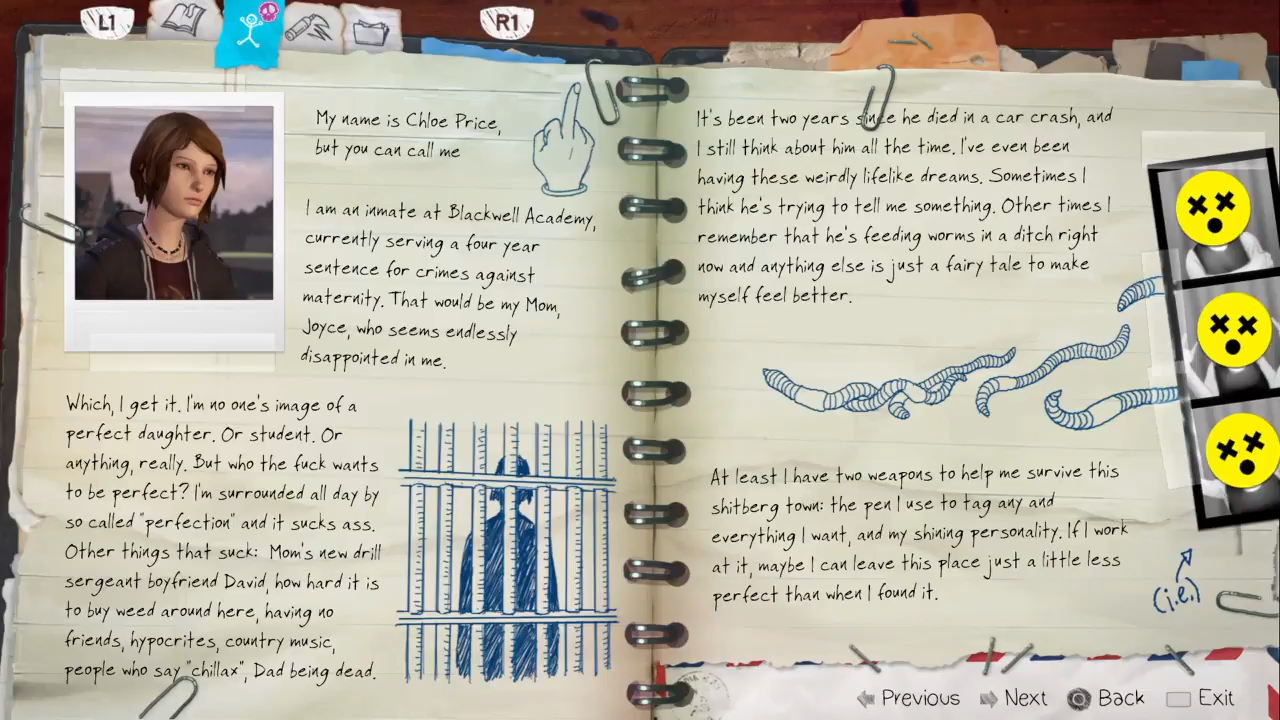 L1
R1
My name is Chloe Price,
but you can call me
I am an inmate at Blackwell Academy,
currently serving a four year
sentence for crimes against
maternity. That would be my Mom,
Joyce, who seems endlessly
disappointed in me.
Which, I get it. I'm no one's image of a
perfect daughter. Or student. Or
anything, really. But who the fuck wants
to be perfect? I'm surrounded all day by
so called "perfection" and it sucks ass.
Other things that suck: Mom's new drill
sergeant boyfriend David, how hard it is
to buy weed around here, having no
friends, hypocrites, country music,
people who say "chillax", Dad being dead.
It's been two years since he died in a car crash, and
I still think about him all the time. I've even been
having these weirdly lifelike dreams. Sometimes I
think he's trying to tell me something. Other times I
remember that he's feeding worms in a ditch right
now and anything else is just a fairy tale to make
myself feel better.
At least I have two weapons to help me survive this
shitberg town: the pen I use to tag any and
everything I want, and my shining personality. If I work
at it, maybe I can leave this place just a little less
perfect than when I found it.
(i.e.)
Previous Next Back Exit